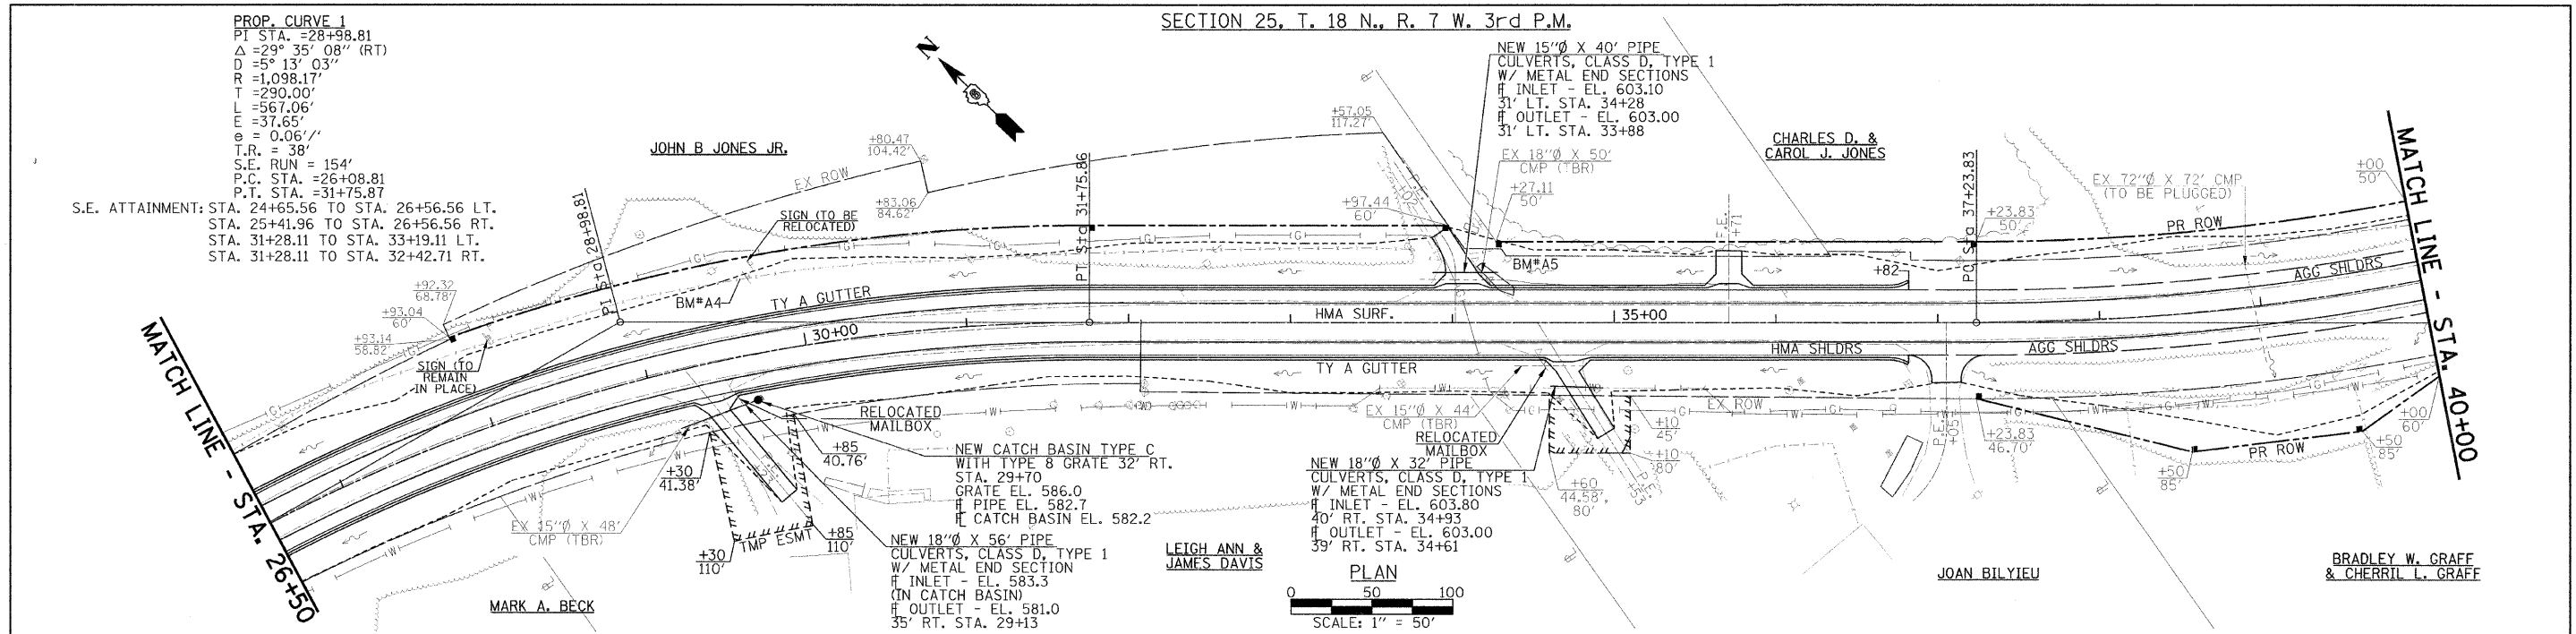 SECTION 25, T. 18 N., R. 7 W. 3rd P.M.
PROP. CURVE 1
PI STA. =28+98.81
Δ =29° 35' 08'' (RT)
D =5° 13' 03''
R =1,098.17'
T =290.00'
L =567.06'
E =37.65'
e = 0.06'/'
T.R. = 38'
S.E. RUN = 154'
P.C. STA. =26+08.81
P.T. STA. =31+75.87
S.E. ATTAINMENT: STA. 24+65.56 TO STA. 26+56.56 LT.
STA. 25+41.96 TO STA. 26+56.56 RT.
STA. 31+28.11 TO STA. 33+19.11 LT.
STA. 31+28.11 TO STA. 32+42.71 RT.
N
JOHN B JONES JR.
EX ROW
+80.47
104.42'
+83.06
84.62'
SIGN (TO BE
RELOCATED)
PI Sta 28+98.81
PT Sta 31+75.86
+57.05
117.27'
+97.44
60'
NEW 15''Ø X 40' PIPE
CULVERTS, CLASS D, TYPE 1
W/ METAL END SECTIONS
FL INLET - EL. 603.10
31' LT. STA. 34+28
FL OUTLET - EL. 603.00
31' LT. STA. 33+88
EX 18''Ø X 50'
CMP (TBR)
+27.11
50'
CHARLES D. &
CAROL J. JONES
P.E.
+71
BM#A5
+82
PC Sta 37+23.83
+23.83
50'
EX 72''Ø X 72' CMP
(TO BE PLUGGED)
+00
50'
PR ROW
AGG SHLDRS
MATCH LINE - STA. 40+00
+92.32
68.78'
+93.04
60'
+93.14
58.82'
BM#A4
TY A GUTTER
HMA SURF.
30+00
35+00
SIGN (TO
REMAIN
IN PLACE)
MATCH LINE - STA. 26+50
TY A GUTTER
HMA SHLDRS
AGG SHLDRS
RELOCATED
MAILBOX
+85
40.76'
+30
41.38'
EX 15''Ø X 48'
CMP (TBR)
+30
110'
TMP ESMT
+85
110'
NEW CATCH BASIN TYPE C
WITH TYPE 8 GRATE 32' RT.
STA. 29+70
GRATE EL. 586.0
FL PIPE EL. 582.7
FL CATCH BASIN EL. 582.2
NEW 18''Ø X 56' PIPE
CULVERTS, CLASS D, TYPE 1
W/ METAL END SECTION
FL INLET - EL. 583.3
(IN CATCH BASIN)
FL OUTLET - EL. 581.0
35' RT. STA. 29+13
MARK A. BECK
LEIGH ANN &
JAMES DAVIS
EX 15''Ø X 44'
CMP (TBR)
RELOCATED
MAILBOX
NEW 18''Ø X 32' PIPE
CULVERTS, CLASS D, TYPE 1
W/ METAL END SECTIONS
FL INLET - EL. 603.80
40' RT. STA. 34+93
FL OUTLET - EL. 603.00
39' RT. STA. 34+61
+60
44.58',
80'
P.E.
+53
+10
45'
+10
80'
EX ROW
P.E.
+05
+23.83
46.70'
+50
85'
PR ROW
+50
85'
+00
60'
PLAN
0 50 100
SCALE: 1'' = 50'
JOAN BILYIEU
BRADLEY W. GRAFF
& CHERRIL L. GRAFF